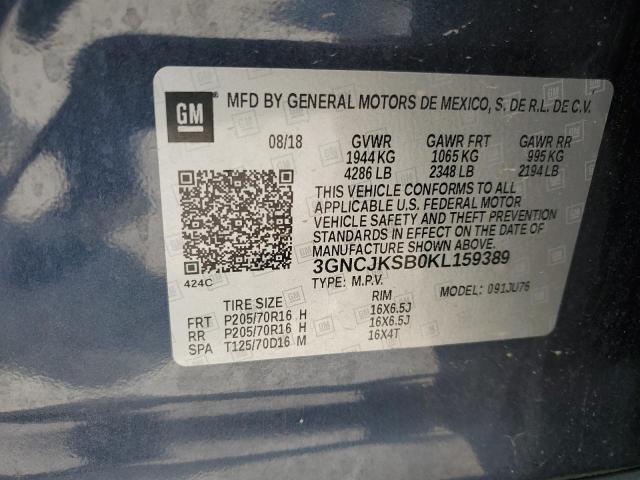 GM
MFD BY GENERAL MOTORS DE MEXICO, S. DE R.L. DE C.V.
08/18 GVWR GAWR FRT GAWR RR
1944 KG 1065 KG 995 KG
4286 LB 2348 LB 2194 LB
THIS VEHICLE CONFORMS TO ALL
APPLICABLE U.S. FEDERAL MOTOR
VEHICLE SAFETY AND THEFT PREVENTION
STANDARDS IN EFFECT ON THE DATE OF
MANUFACTURE SHOWN ABOVE.
3GNCJKSB0KL159389
424C TYPE: M.P.V. MODEL: 091JU76
TIRE SIZE RIM
FRT P205/70R16 H 16X6.5J
RR P205/70R16 H 16X6.5J
SPA T125/70D16 M 16X4T